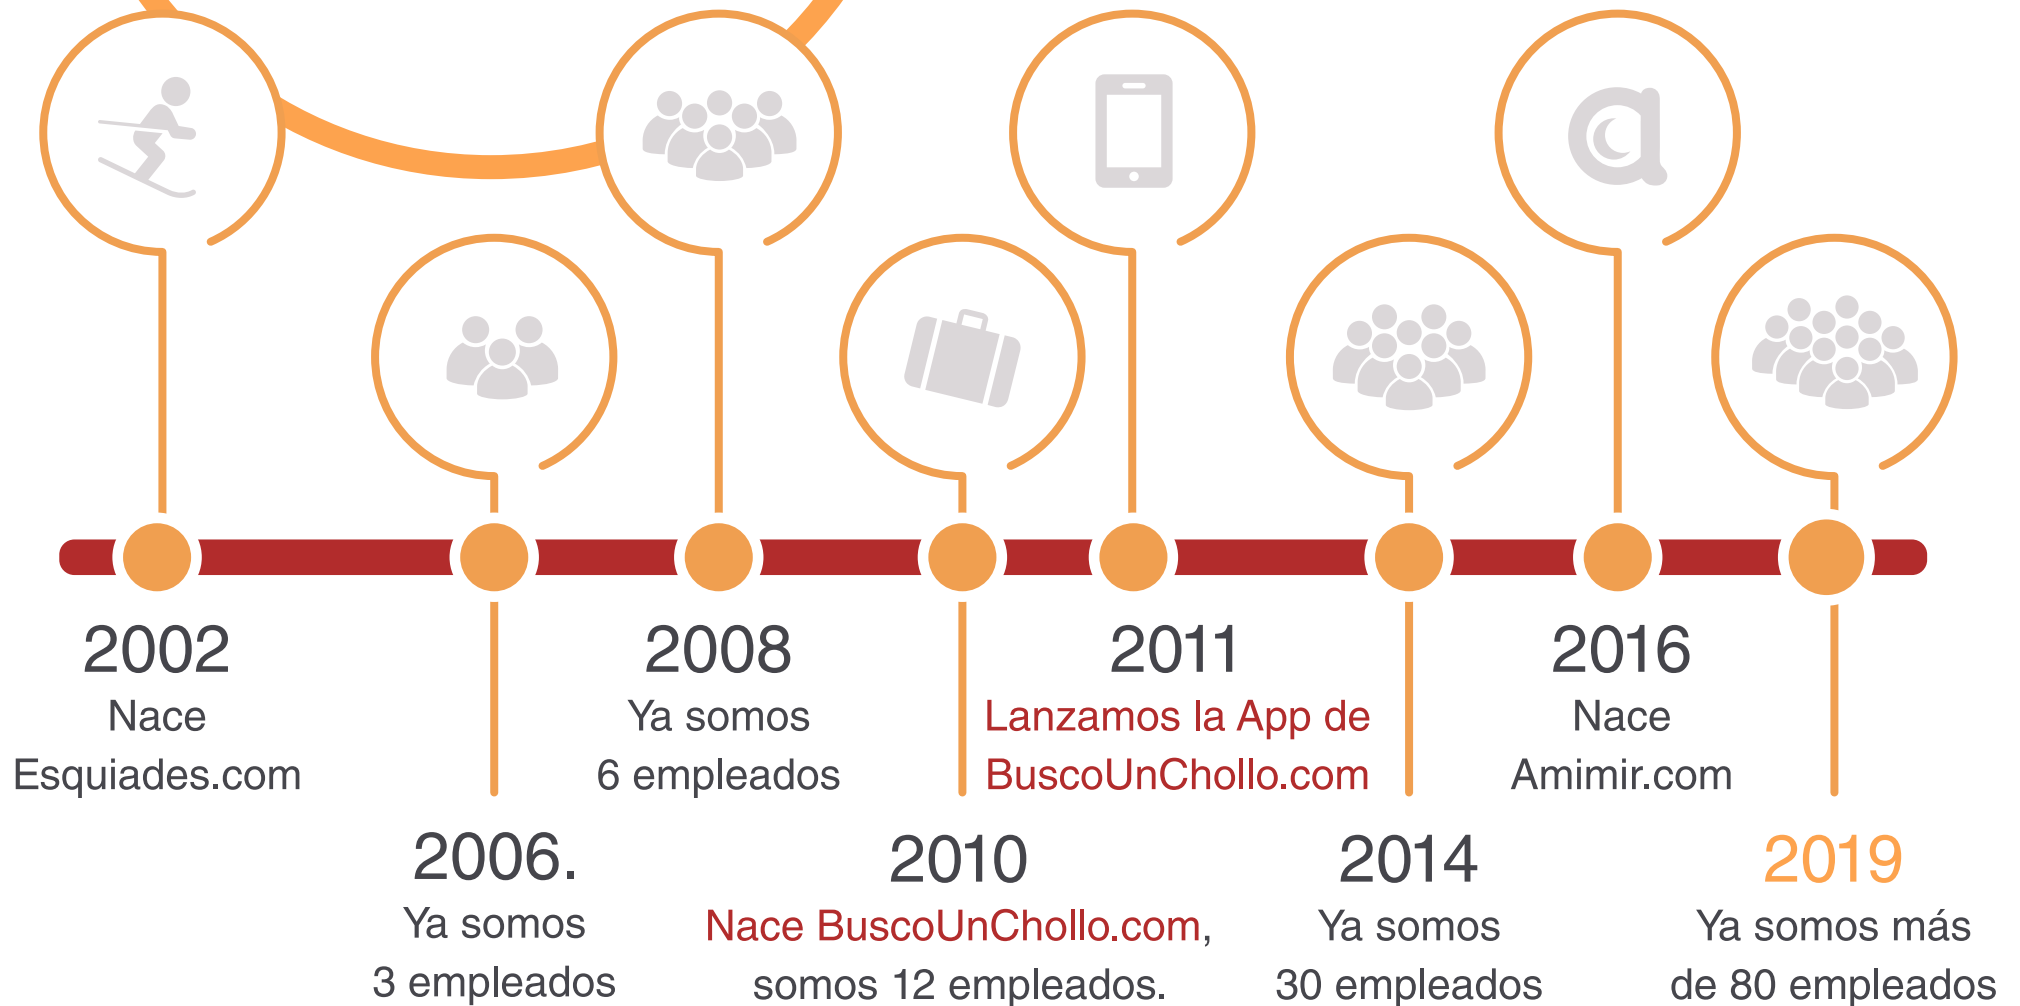 2002
Nace
Esquiades.com
2006.
Ya somos
3 empleados
2008
Ya somos
6 empleados
2010
Nace BuscoUnChollo.com,
somos 12 empleados.
2011
Lanzamos la App de
BuscoUnChollo.com
2014
Ya somos
30 empleados
2016
Nace
Amimir.com
2019
Ya somos más
de 80 empleados